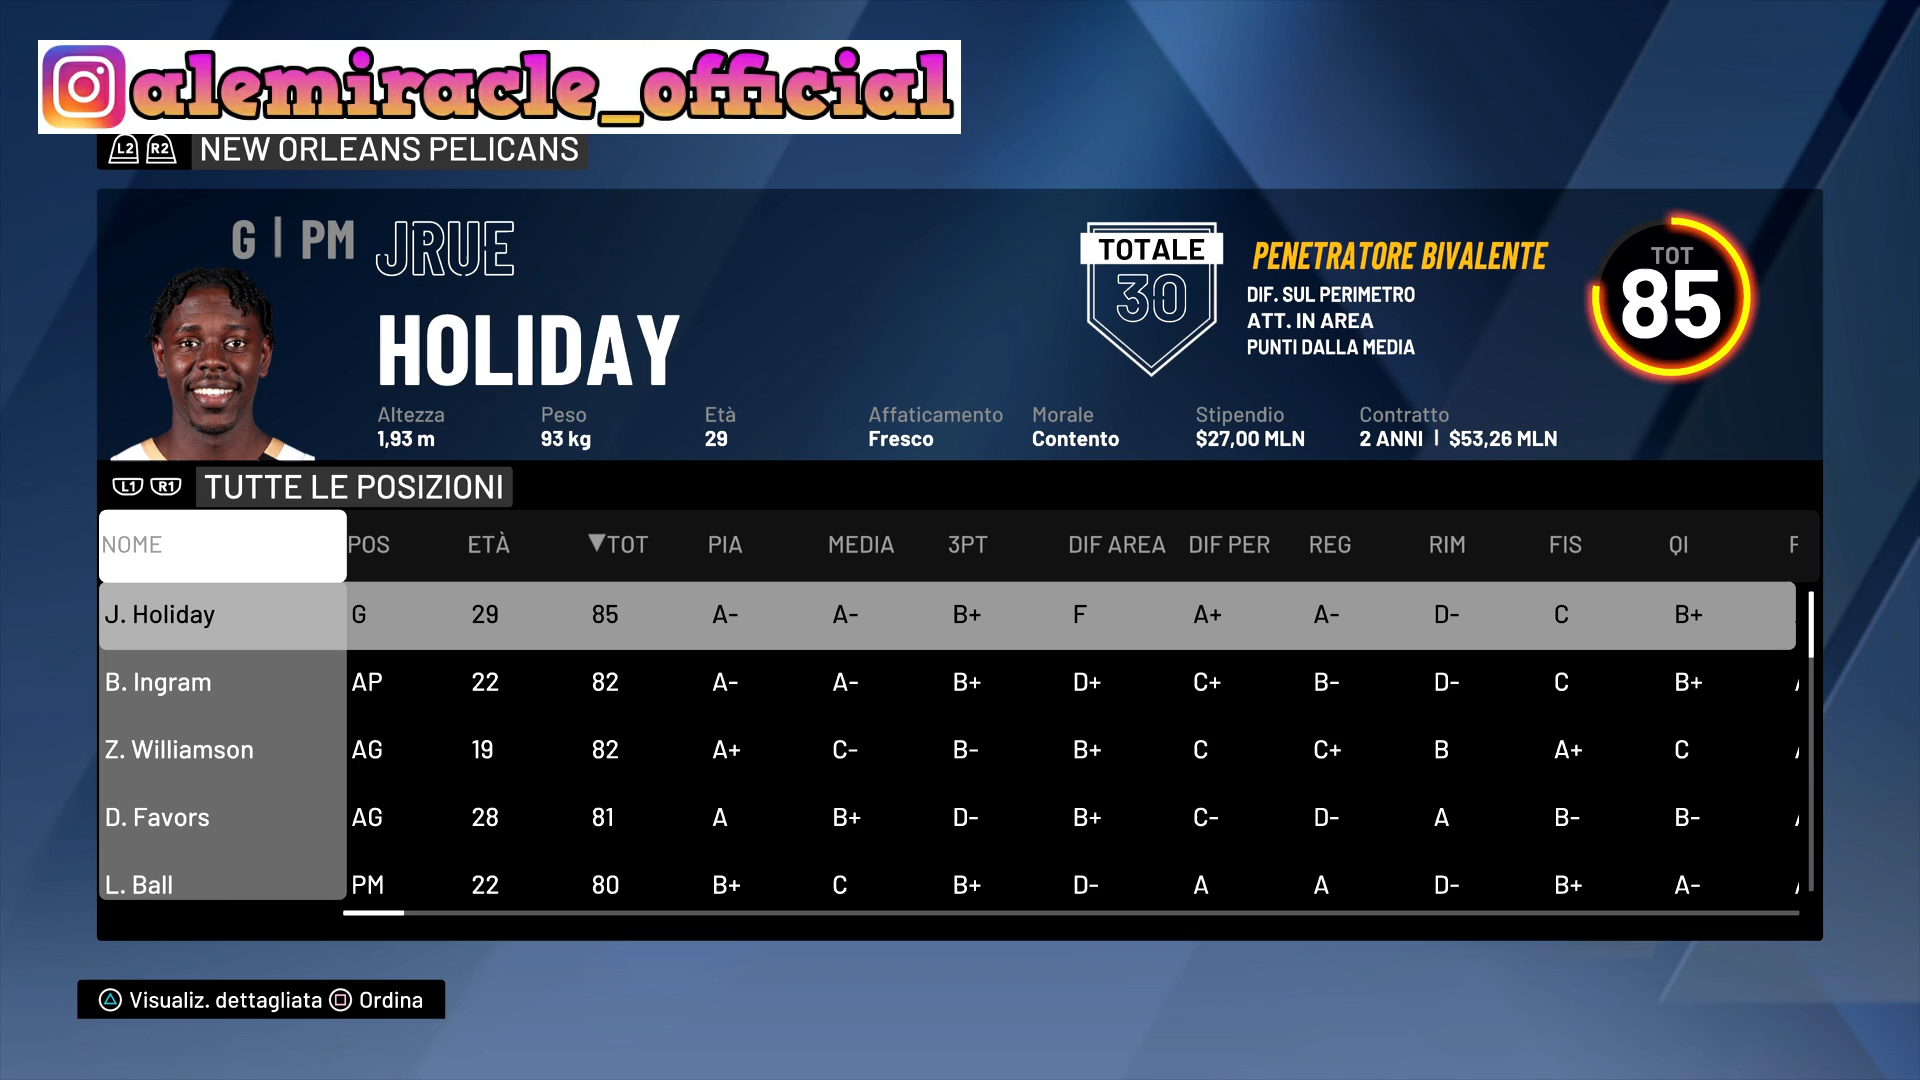 alemiracle_official
L2 R2 NEW ORLEANS PELICANS
G | PM JRUE
HOLIDAY
TOTALE
30
PENETRATORE BIVALENTE
DIF. SUL PERIMETRO
ATT. IN AREA
PUNTI DALLA MEDIA
TOT
85
Altezza Peso Età Affaticamento Morale Stipendio Contratto
1,93 m 93 kg 29 Fresco Contento $27,00 MLN 2 ANNI | $53,26 MLN
L1 R1 TUTTE LE POSIZIONI
NOME POS ETÀ ▼TOT PIA MEDIA 3PT DIF AREA DIF PER REG RIM FIS QI
J. Holiday G 29 85 A- A- B+ F A+ A- D- C B+
B. Ingram AP 22 82 A- A- B+ D+ C+ B- D- C B+
Z. Williamson AG 19 82 A+ C- B- B+ C C+ B A+ C
D. Favors AG 28 81 A B+ D- B+ C- D- A B- B-
L. Ball PM 22 80 B+ C B+ D- A A D- B+ A-
Visualiz. dettagliata Ordina